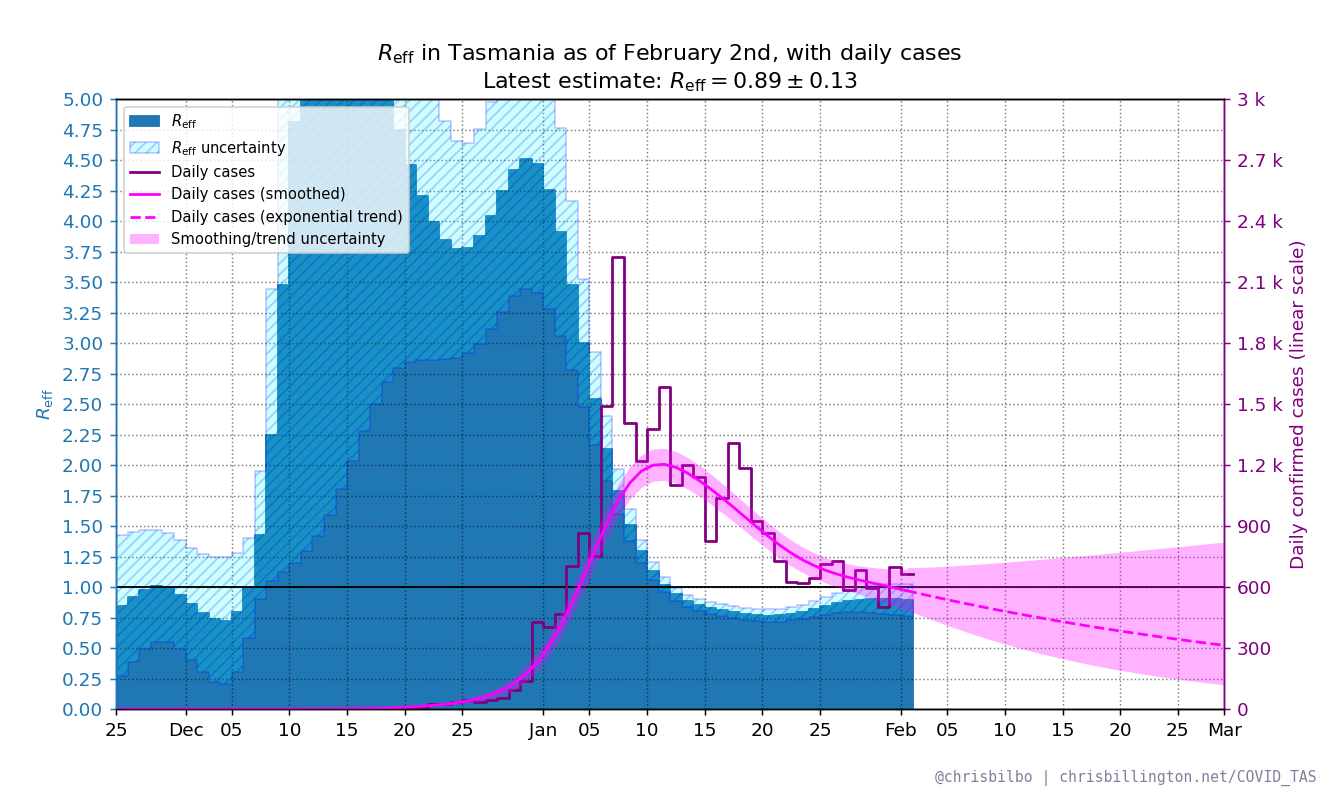 Reff in Tasmania as of February 2nd, with daily cases
Latest estimate: Reff = 0.89 ± 0.13
Reff
Reff uncertainty
Daily cases
Daily cases (smoothed)
Daily cases (exponential trend)
Smoothing/trend uncertainty
Reff
5.00
4.75
4.50
4.25
4.00
3.75
3.50
3.25
3.00
2.75
2.50
2.25
2.00
1.75
1.50
1.25
1.00
0.75
0.50
0.25
0.00
3 k
2.7 k
2.4 k
2.1 k
1.8 k
1.5 k
1.2 k
900
600
300
0
Daily confirmed cases (linear scale)
25 Dec 05 10 15 20 25 Jan 05 10 15 20 25 Feb 05 10 15 20 25 Mar
@chrisbilbo | chrisbillington.net/COVID_TAS